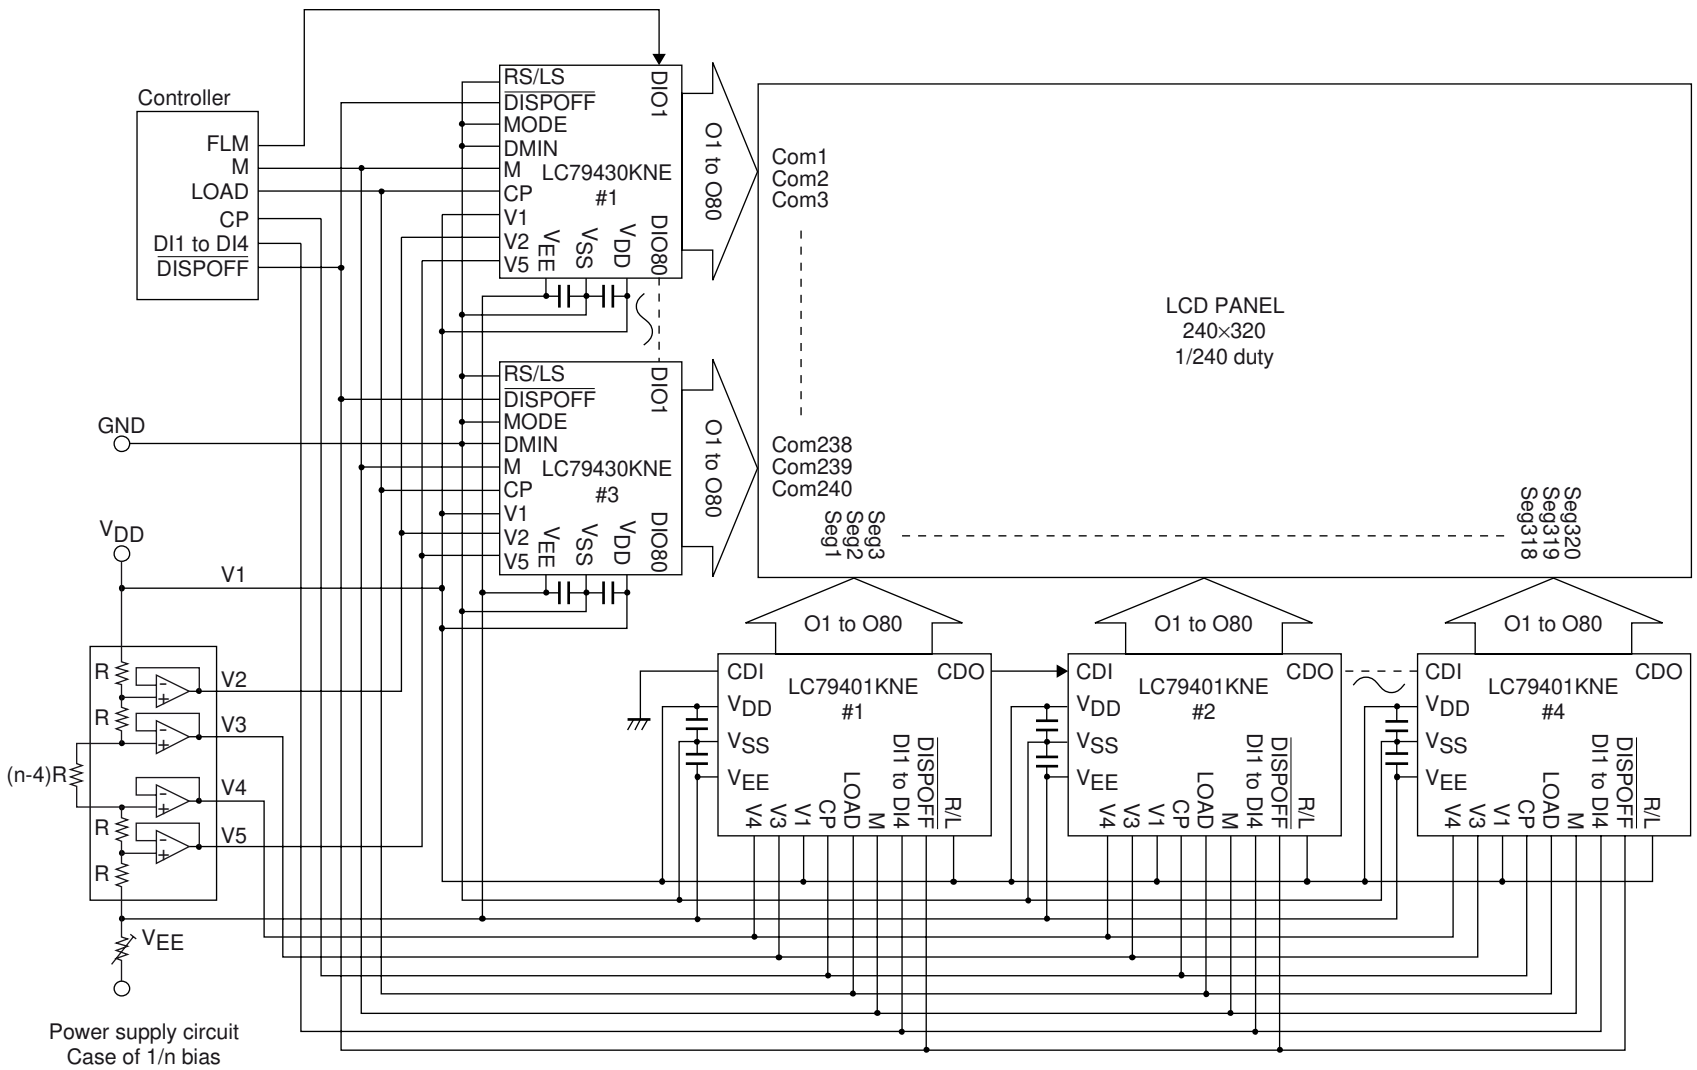 Controller
FLM
M
LOAD
CP
DI1 to DI4
DISPOFF
RS/LS
DISPOFF
MODE
DMIN
M
CP
V1
V2
V5
LC79430KNE
#1
VEE
VSS
VDD
DIO1
DIO80
O1 to O80
RS/LS
DISPOFF
MODE
DMIN
M
CP
V1
V2
V5
LC79430KNE
#3
VEE
VSS
VDD
DIO1
DIO80
O1 to O80
Com1
Com2
Com3
Com238
Com239
Com240
Seg1
Seg2
Seg3
Seg318
Seg319
Seg320
LCD PANEL
240×320
1/240 duty
GND
VDD
V1
R
V2
R
V3
(n-4)R
V4
R
V5
R
VEE
Power supply circuit
Case of 1/n bias
O1 to O80
CDI
CDO
LC79401KNE
#1
VDD
VSS
VEE
V4
V3
V1
CP
LOAD
M
DI1 to DI4
DISPOFF
R/L
O1 to O80
CDI
CDO
LC79401KNE
#2
VDD
VSS
VEE
V4
V3
V1
CP
LOAD
M
DI1 to DI4
DISPOFF
R/L
O1 to O80
CDI
CDO
LC79401KNE
#4
VDD
VSS
VEE
V4
V3
V1
CP
LOAD
M
DI1 to DI4
DISPOFF
R/L